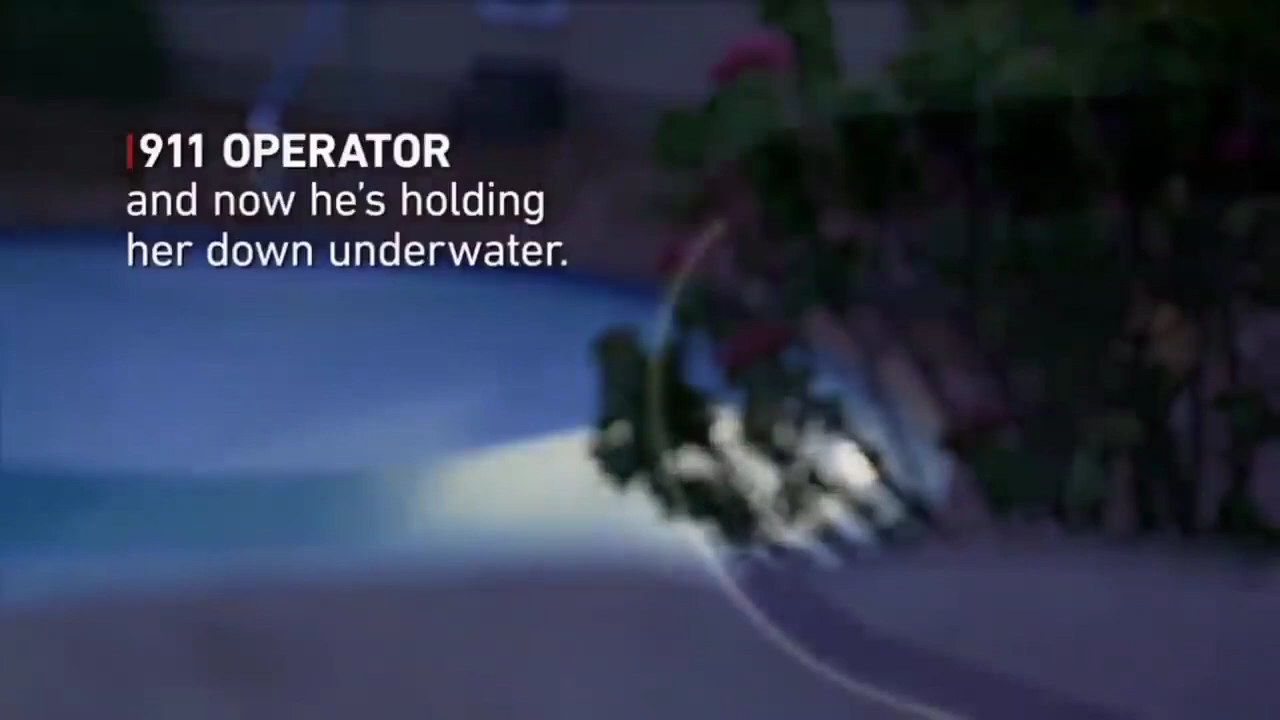 911 OPERATOR
and now he's holding
her down underwater.